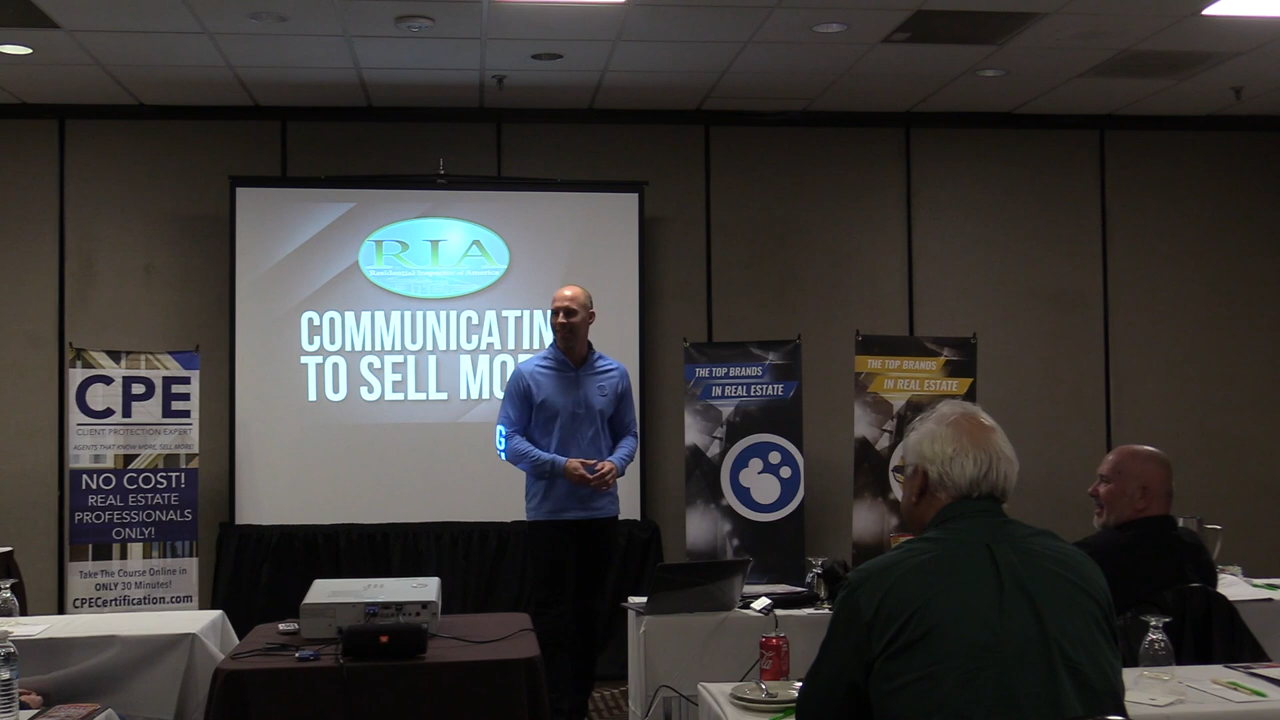 RIA
Residential Inspector of America
COMMUNICATIN
TO SELL MO
G
CPE
CLIENT PROTECTION EXPERT
AGENTS THAT KNOW MORE, SELL MORE!
NO COST!
REAL ESTATE
PROFESSIONALS
ONLY!
Take The Course Online in
ONLY 30 Minutes!
CPECertification.com
THE TOP BRANDS
IN REAL ESTATE
THE TOP BRANDS
IN REAL ESTATE